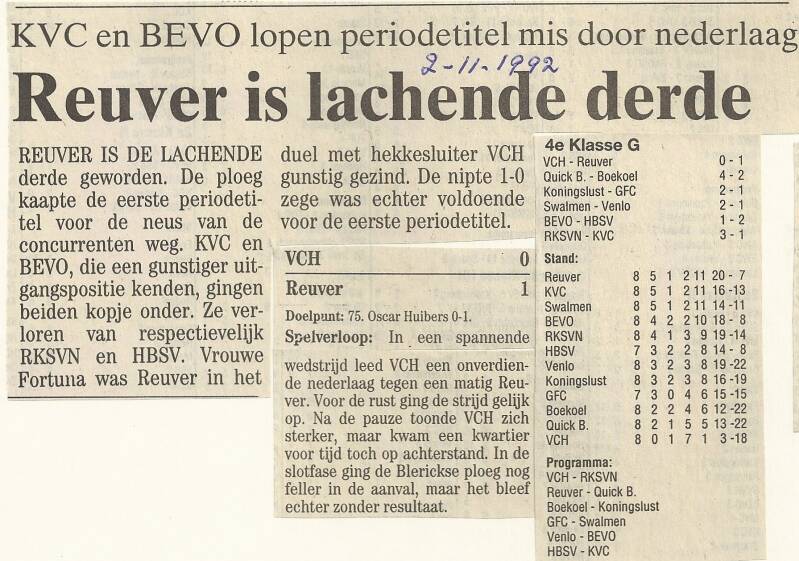 KVC en BEVO lopen periodetitel mis door nederlaag
2-11-1992
Reuver is lachende derde
REUVER IS DE LACHENDE
derde geworden. De ploeg
kaapte de eerste periodeti-
tel voor de neus van de
concurrenten weg. KVC en
BEVO, die een gunstiger uit-
gangspositie kenden, gingen
beiden kopje onder. Ze ver-
loren van respectievelijk
RKSVN en HBSV. Vrouwe
Fortuna was Reuver in het
duel met hekkesluiter VCH
gunstig gezind. De nipte 1-0
zege was echter voldoende
voor de eerste periodetitel.
VCH 0
Reuver 1
Doelpunt: 75. Oscar Huibers 0-1.
Spelverloop: In een spannende
wedstrijd leed VCH een onverdien-
de nederlaag tegen een matig Reu-
ver. Voor de rust ging de strijd gelijk
op. Na de pauze toonde VCH zich
sterker, maar kwam een kwartier
voor tijd toch op achterstand. In de
slotfase ging de Blerickse ploeg nog
feller in de aanval, maar het bleef
echter zonder resultaat.
4e Klasse G
VCH - Reuver 0 - 1
Quick B. - Boekoel 4 - 2
Koningslust - GFC 2 - 1
Swalmen - Venlo 2 - 1
BEVO - HBSV 1 - 2
RKSVN - KVC 3 - 1
Stand:
Reuver 8 5 1 2 11 20 - 7
KVC 8 5 1 2 11 16 -13
Swalmen 8 5 1 2 11 14 -11
BEVO 8 4 2 2 10 18 - 8
RKSVN 8 4 1 3 9 19 -14
HBSV 7 3 2 2 8 14 - 8
Venlo 8 3 2 3 8 19 -22
Koningslust 8 3 2 3 8 16 -19
GFC 7 3 0 4 6 15 -15
Boekoel 8 2 2 4 6 12 -22
Quick B. 8 2 1 5 5 13 -22
VCH 8 0 1 7 1 3 -18
Programma:
VCH - RKSVN
Reuver - Quick B.
Boekoel - Koningslust
GFC - Swalmen
Venlo - BEVO
HBSV - KVC